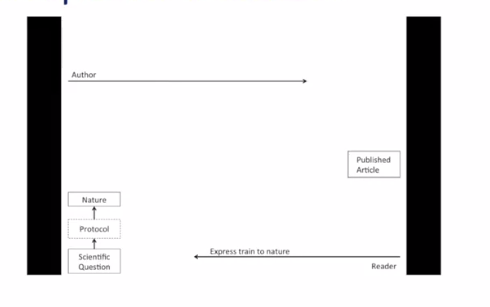 Author
Published
Article
Nature
Protocol
Scientific
Question
Express train to nature
Reader